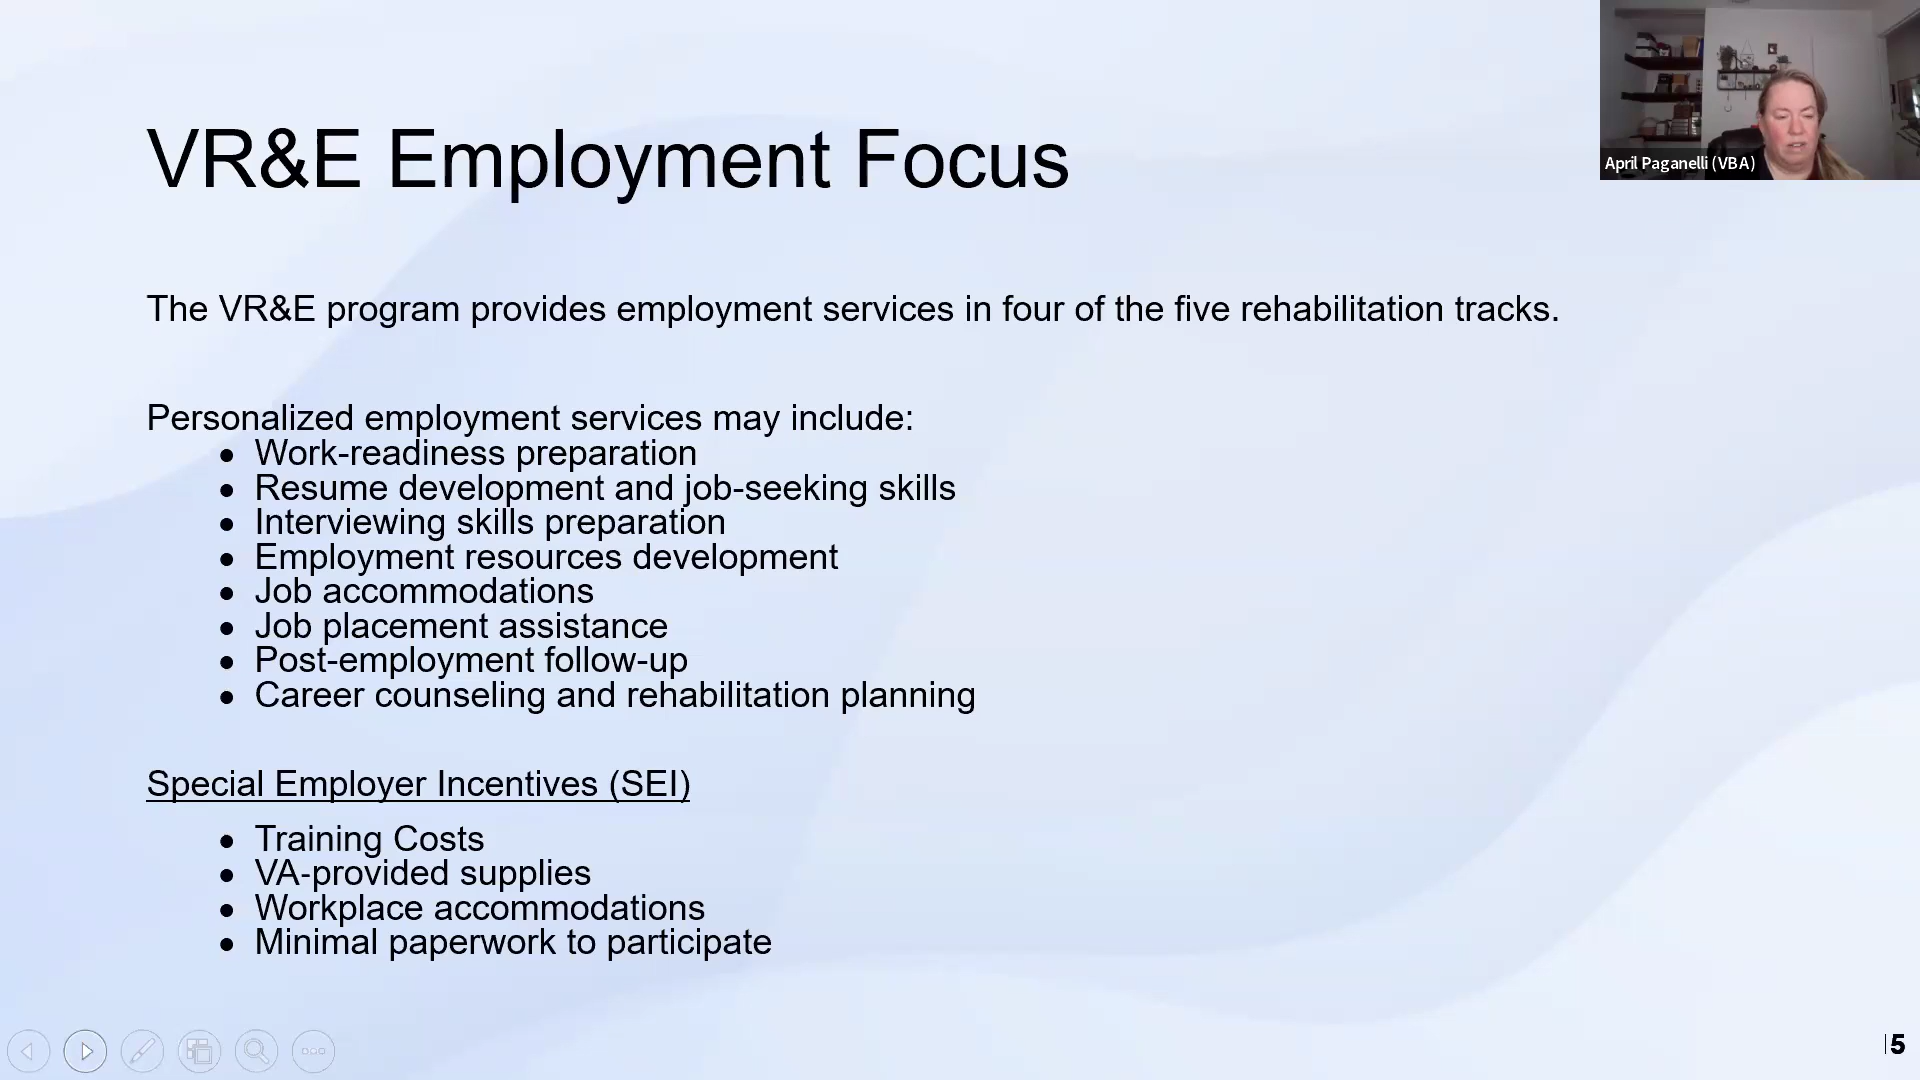 April Paganelli (VBA)
VR&E Employment Focus
The VR&E program provides employment services in four of the five rehabilitation tracks.
Personalized employment services may include:
• Work-readiness preparation
• Resume development and job-seeking skills
• Interviewing skills preparation
• Employment resources development
• Job accommodations
• Job placement assistance
• Post-employment follow-up
• Career counseling and rehabilitation planning
Special Employer Incentives (SEI)
• Training Costs
• VA-provided supplies
• Workplace accommodations
• Minimal paperwork to participate
|5